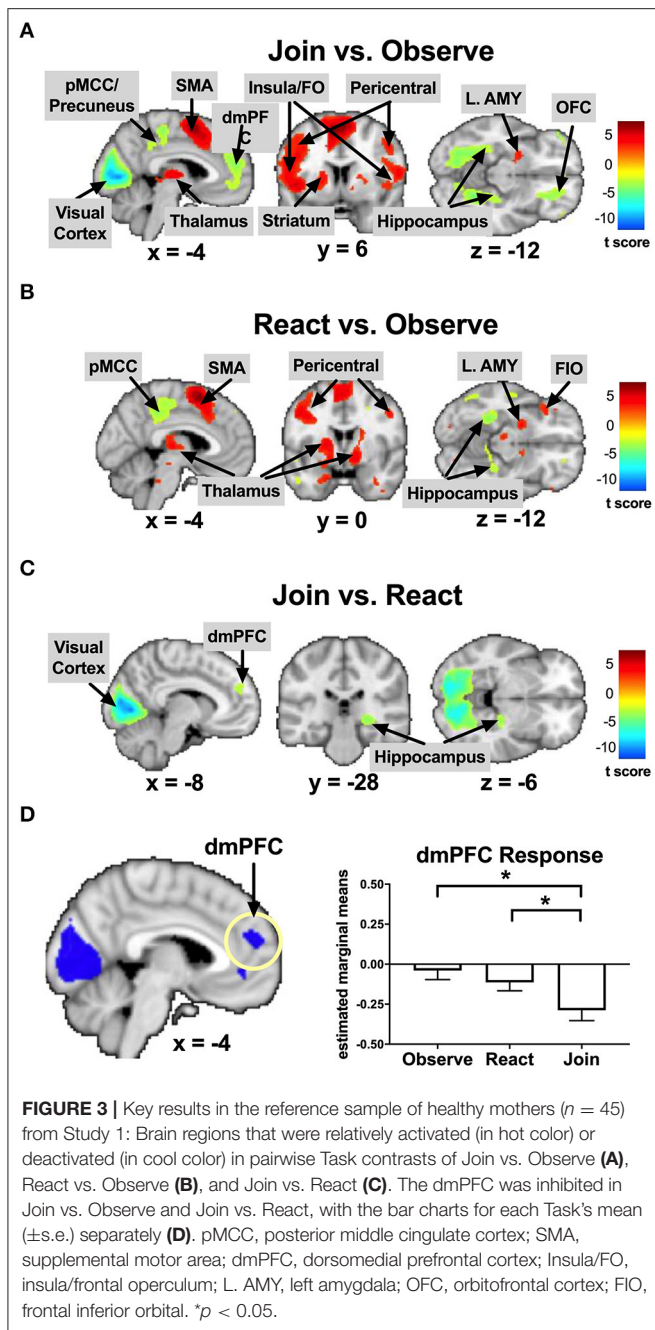 A
Join vs. Observe
pMCC/
Precuneus
SMA
dmPF
C
Insula/FO
Pericentral
L. AMY
OFC
Visual
Cortex
Thalamus
Striatum
Hippocampus
x = -4
y = 6
z = -12
5
0
-5
-10
t score
B
React vs. Observe
pMCC
SMA
Pericentral
L. AMY
FIO
Thalamus
Hippocampus
x = -4
y = 0
z = -12
5
0
-5
-10
t score
C
Join vs. React
Visual
Cortex
dmPFC
Hippocampus
x = -8
y = -28
z = -6
5
0
-5
-10
t score
D
dmPFC
x = -4
dmPFC Response
estimated marginal means
0.50
0.25
0.00
-0.25
-0.50
*
*
Observe React Join
FIGURE 3 | Key results in the reference sample of healthy mothers (n = 45)
from Study 1: Brain regions that were relatively activated (in hot color) or
deactivated (in cool color) in pairwise Task contrasts of Join vs. Observe (A),
React vs. Observe (B), and Join vs. React (C). The dmPFC was inhibited in
Join vs. Observe and Join vs. React, with the bar charts for each Task's mean
(±s.e.) separately (D). pMCC, posterior middle cingulate cortex; SMA,
supplemental motor area; dmPFC, dorsomedial prefrontal cortex; Insula/FO,
insula/frontal operculum; L. AMY, left amygdala; OFC, orbitofrontal cortex; FIO,
frontal inferior orbital. *p < 0.05.